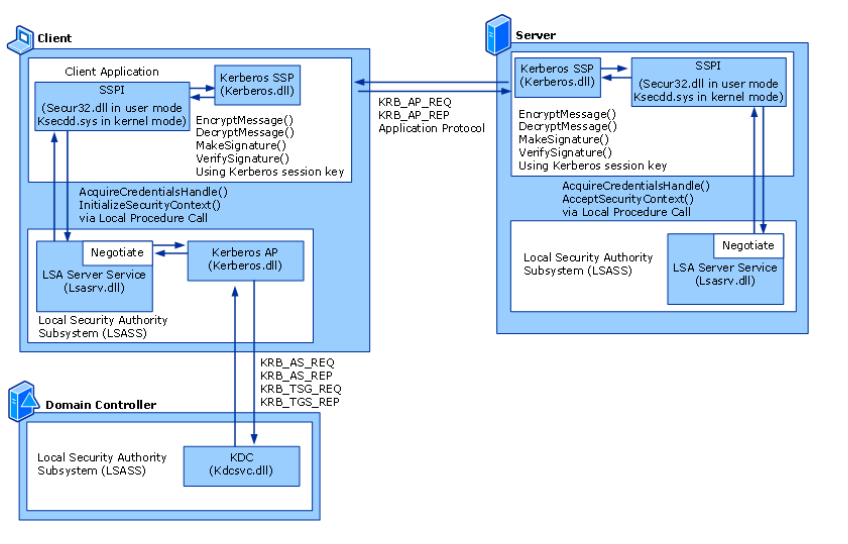 Client
Client Application
SSPI
(Secur32.dll in user mode
Ksecdd.sys in kernel mode)
Kerberos SSP
(Kerberos.dll)
EncryptMessage()
DecryptMessage()
MakeSignature()
VerifySignature()
Using Kerberos session key
AcquireCredentialsHandle()
InitializeSecurityContext()
via Local Procedure Call
Negotiate
LSA Server Service
(Lsasrv.dll)
Kerberos AP
(Kerberos.dll)
Local Security Authority
Subsystem (LSASS)
KRB_AP_REQ
KRB_AP_REP
Application Protocol
Server
Kerberos SSP
(Kerberos.dll)
SSPI
(Secur32.dll in user mode
Ksecdd.sys in kernel mode)
EncryptMessage()
DecryptMessage()
MakeSignature()
VerifySignature()
Using Kerberos session key
AcquireCredentialsHandle()
AcceptSecurityContext()
via Local Procedure Call
Local Security Authority
Subsystem (LSASS)
Negotiate
LSA Server Service
(Lsasrv.dll)
KRB_AS_REQ
KRB_AS_REP
KRB_TSG_REQ
KRB_TGS_REP
Domain Controller
Local Security Authority
Subsystem (LSASS)
KDC
(Kdcsvc.dll)